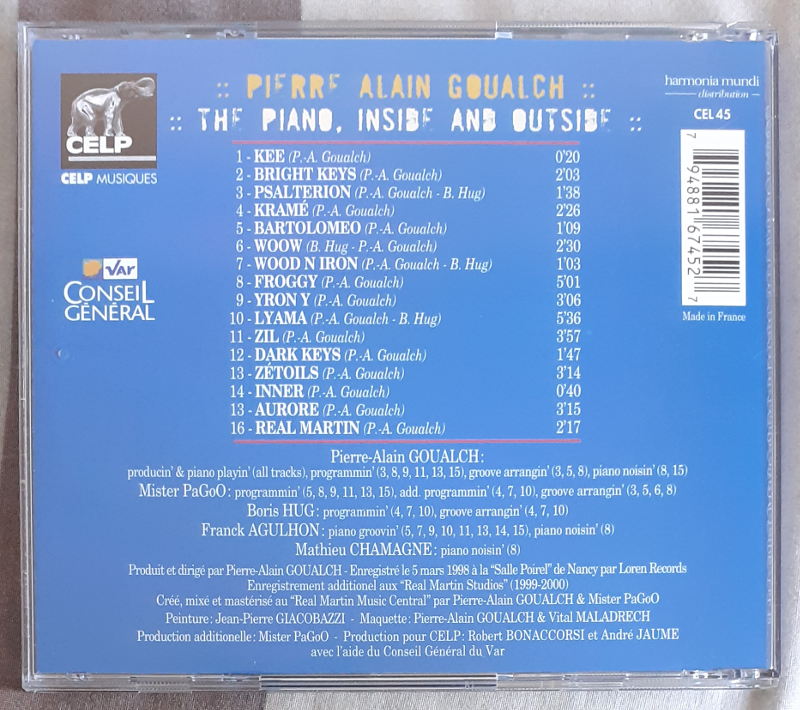 :: PIERRE ALAIN GOUALCH ::
:: THE PIANO, INSIDE AND OUTSIDE ::
CELP
CELP MUSIQUES
harmonia mundi
distribution
CEL 45
7 94881 67452 7
Made in France
VAR
CONSEIL
GÉNÉRAL
1 - KEE (P.-A. Goualch) 0'20
2 - BRIGHT KEYS (P.-A. Goualch) 2'03
3 - PSALTERION (P.-A. Goualch - B. Hug) 1'38
4 - KRAMÉ (P.-A. Goualch) 2'26
5 - BARTOLOMEO (P.-A. Goualch) 1'09
6 - WOOW (B. Hug - P.-A. Goualch) 2'30
7 - WOOD N IRON (P.-A. Goualch - B. Hug) 1'03
8 - FROGGY (P.-A. Goualch) 5'01
9 - YRON Y (P.-A. Goualch) 3'06
10 - LYAMA (P.-A. Goualch - B. Hug) 5'36
11 - ZIL (P.-A. Goualch) 3'57
12 - DARK KEYS (P.-A. Goualch) 1'47
13 - ZÉTOILS (P.-A. Goualch) 3'14
14 - INNER (P.-A. Goualch) 0'40
13 - AURORE (P.-A. Goualch) 3'15
16 - REAL MARTIN (P.-A. Goualch) 2'17
Pierre-Alain GOUALCH :
producin' & piano playin' (all tracks), programmin' (3, 8, 9, 11, 13, 15), groove arrangin' (3, 5, 8), piano noisin' (8, 15)
Mister PaGoO : programmin' (5, 8, 9, 11, 13, 15), add. programmin' (4, 7, 10), groove arrangin' (3, 5, 6, 8)
Boris HUG : programmin' (4, 7, 10), groove arrangin' (4, 7, 10)
Franck AGULHON : piano groovin' (5, 7, 9, 10, 11, 13, 14, 15), piano noisin' (8)
Mathieu CHAMAGNE : piano noisin' (8)
Produit et dirigé par Pierre-Alain GOUALCH - Enregistré le 5 mars 1998 à la "Salle Poirel" de Nancy par Loren Records
Enregistrement additionel aux "Real Martin Studios" (1999-2000)
Créé, mixé et mastérisé au "Real Martin Music Central" par Pierre-Alain GOUALCH & Mister PaGoO
Peinture : Jean-Pierre GIACOBAZZI - Maquette : Pierre-Alain GOUALCH & Vital MALADRECH
Production additionelle : Mister PaGoO - Production pour CELP : Robert BONACCORSI et André JAUME
avec l'aide du Conseil Général du Var